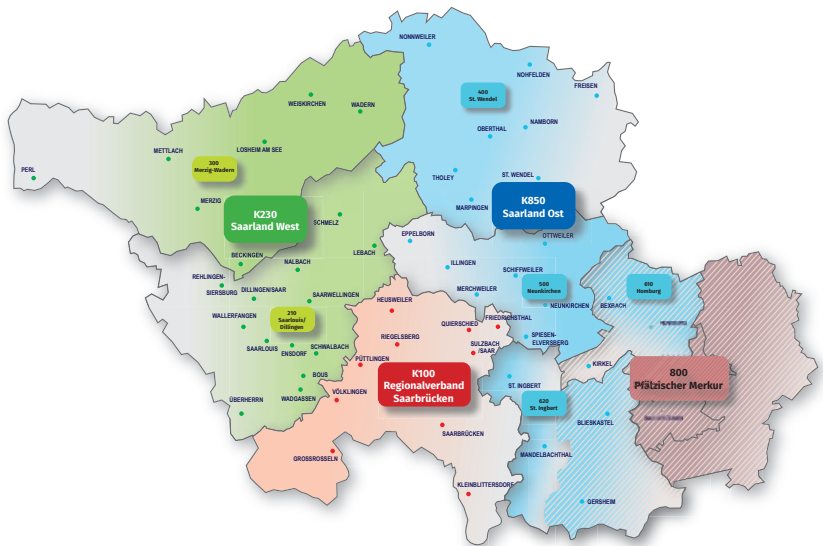 NONNWEILER
NOHFELDEN
FREISEN
400
St. Wendel
WEISKIRCHEN
WADERN
NAMBORN
OBERTHAL
METTLACH
LOSHEIM AM SEE
PERL
200
Merzig-Wadern
THOLEY
ST. WENDEL
MERZIG
K230
Saarland West
MARPINGEN
K850
Saarland Ost
SCHMELZ
EPPELBORN
OTTWEILER
LEBACH
BECKINGEN
NALBACH
ILLINGEN
SCHIFFWEILER
REHLINGEN-
SIERSBURG
DILLINGEN/SAAR
SAARWELLINGEN
MERCHWEILER
500
Neunkirchen
610
Homburg
BEXBACH
NEUNKIRCHEN
HEUSWEILER
WALLERFANGEN
210
Saarlouis/
Dillingen
QUIERSCHIED
FRIEDRICHSTHAL
SAARLOUIS
ENSDORF
SCHWALBACH
RIEGELSBERG
SULZBACH
/SAAR
SPIESEN-
ELVERSBERG
PÜTTLINGEN
KIRKEL
BOUS
K100
Regionalverband
Saarbrücken
800
Pfälzischer Merkur
ST. INGBERT
ÜBERHERRN
WADGASSEN
VÖLKLINGEN
620
St. Ingbert
BLIESKASTEL
SAARBRÜCKEN
MANDELBACHTHAL
GROSSROSSELN
KLEINBLITTERSDORF
GERSHEIM